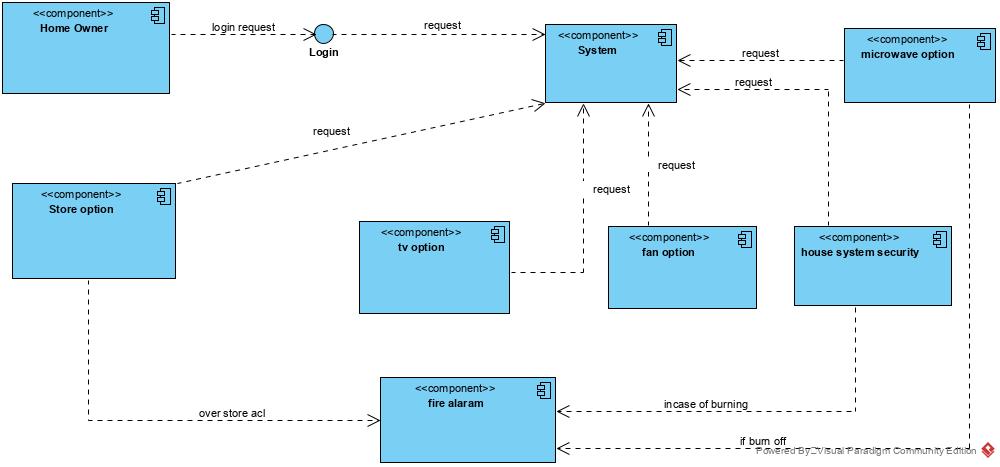 <<component>>
Home Owner
login request
Login
request
<<component>>
System
request
<<component>>
microwave option
request
request
<<component>>
Store option
request
request
<<component>>
tv option
<<component>>
fan option
<<component>>
house system security
<<component>>
fire alaram
over store acl
incase of burning
if burn off
Powered By Visual Paradigm Community Edition